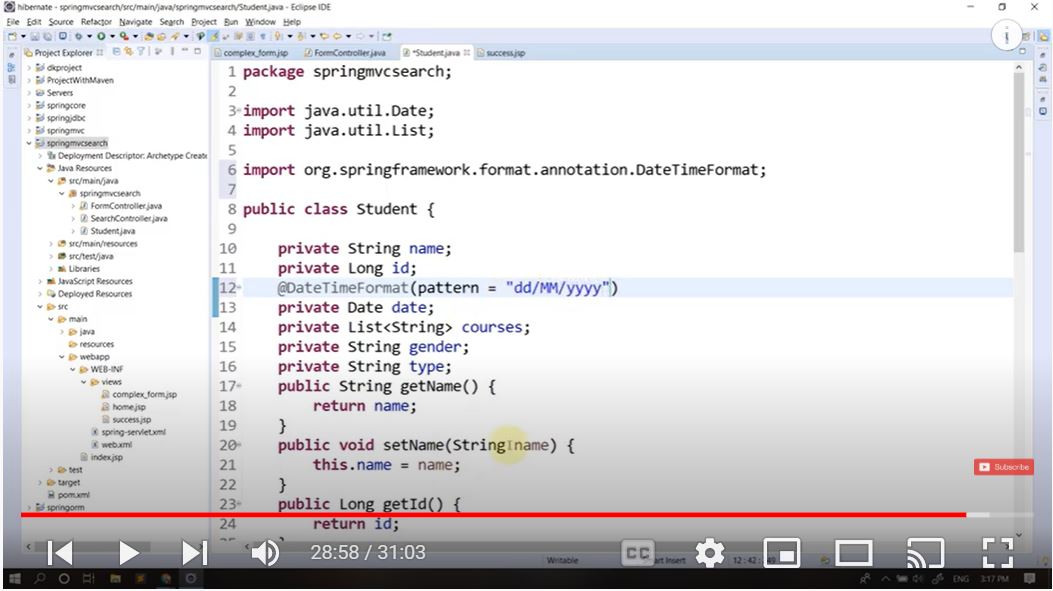 hibernate - springmvcsearch/src/main/java/springmvcsearch/Student.java - Eclipse IDE
File Edit Source Refactor Navigate Search Project Run Window Help
Project Explorer
complex_form.jsp
FormController.java
*Student.java
success.jsp
dkproject
ProjectWithMaven
Servers
springcore
springjdbc
springmvc
springmvcsearch
Deployment Descriptor: Archetype Create
Java Resources
src/main/java
springmvcsearch
FormController.java
SearchController.java
Student.java
src/main/resources
src/test/java
Libraries
JavaScript Resources
Deployed Resources
src
main
java
resources
webapp
WEB-INF
views
complex_form.jsp
home.jsp
success.jsp
spring-servlet.xml
web.xml
index.jsp
test
target
pom.xml
springorm
1 package springmvcsearch;
2
3 import java.util.Date;
4 import java.util.List;
5
6 import org.springframework.format.annotation.DateTimeFormat;
7
8 public class Student {
9
10 private String name;
11 private Long id;
12 @DateTimeFormat(pattern = "dd/MM/yyyy")
13 private Date date;
14 private List<String> courses;
15 private String gender;
16 private String type;
17 public String getName() {
18 return name;
19 }
20 public void setName(String name) {
21 this.name = name;
22 }
23 public Long getId() {
24 return id;
Subscribe
28:58 / 31:03
CC
Writable
art Insert
ENG
3:17 PM